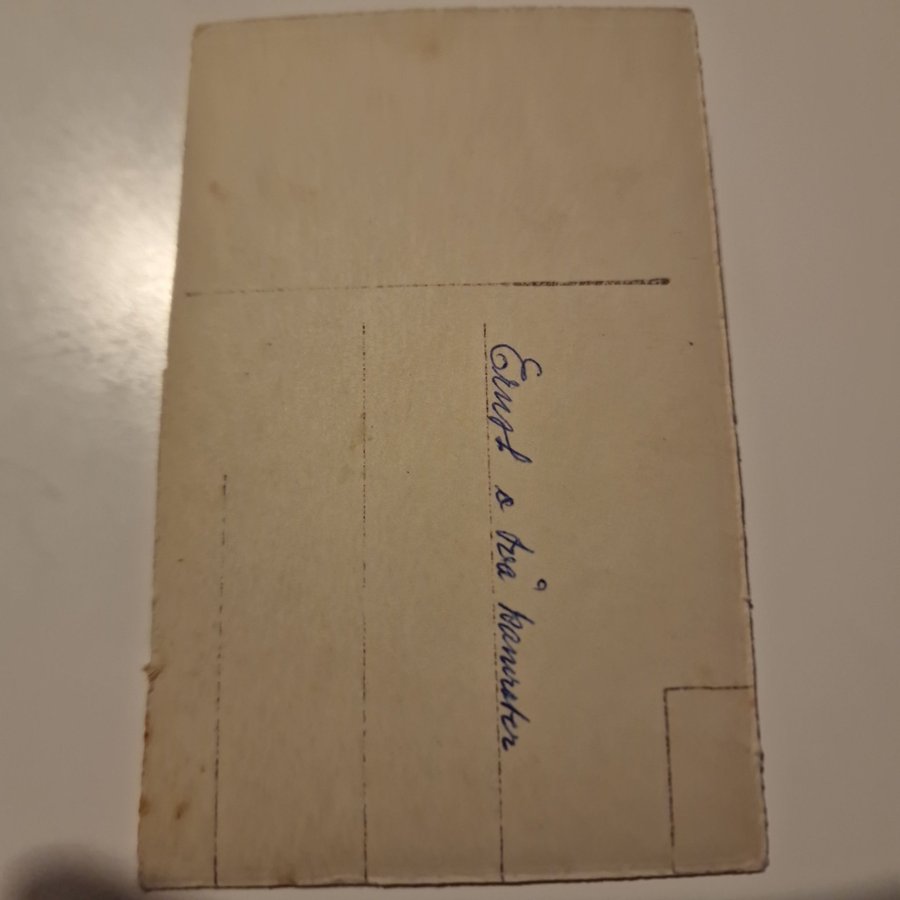 Ernst o två kamrater